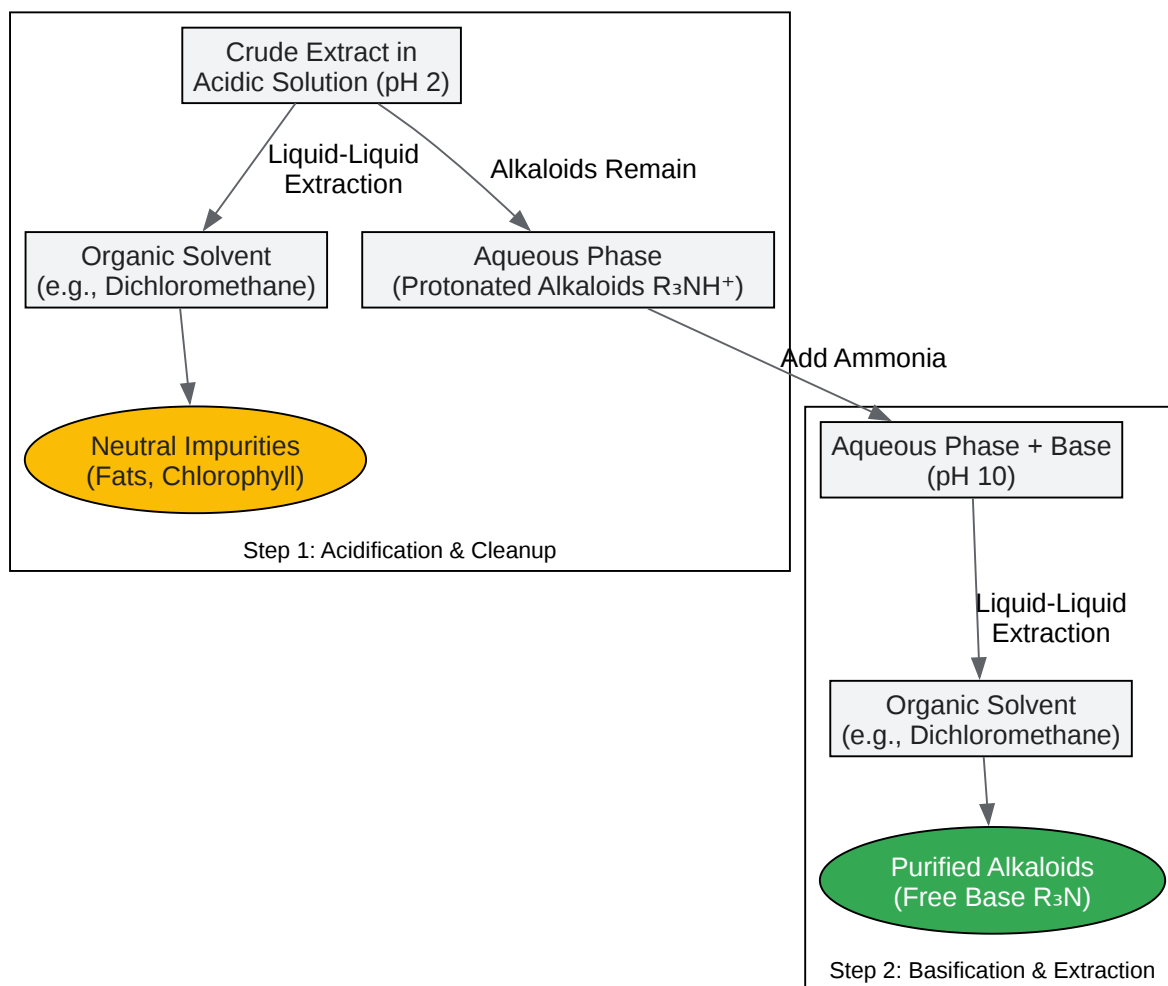 Crude Extract in
Acidic Solution (pH 2)
Liquid-Liquid
Extraction
Alkaloids Remain
Organic Solvent
(e.g., Dichloromethane)
Aqueous Phase
(Protonated Alkaloids R₃NH⁺)
Neutral Impurities
(Fats, Chlorophyll)
Step 1: Acidification & Cleanup
Add Ammonia
Aqueous Phase + Base
(pH 10)
Liquid-Liquid
Extraction
Organic Solvent
(e.g., Dichloromethane)
Purified Alkaloids
(Free Base R₃N)
Step 2: Basification & Extraction